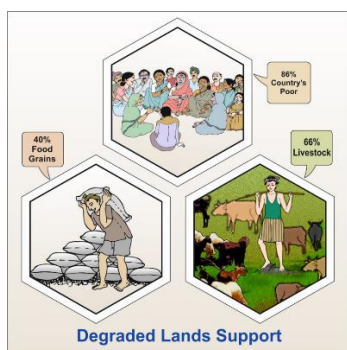 86%
Country's
Poor
40%
Food
Grains
66%
Livestock
Degraded Lands Support